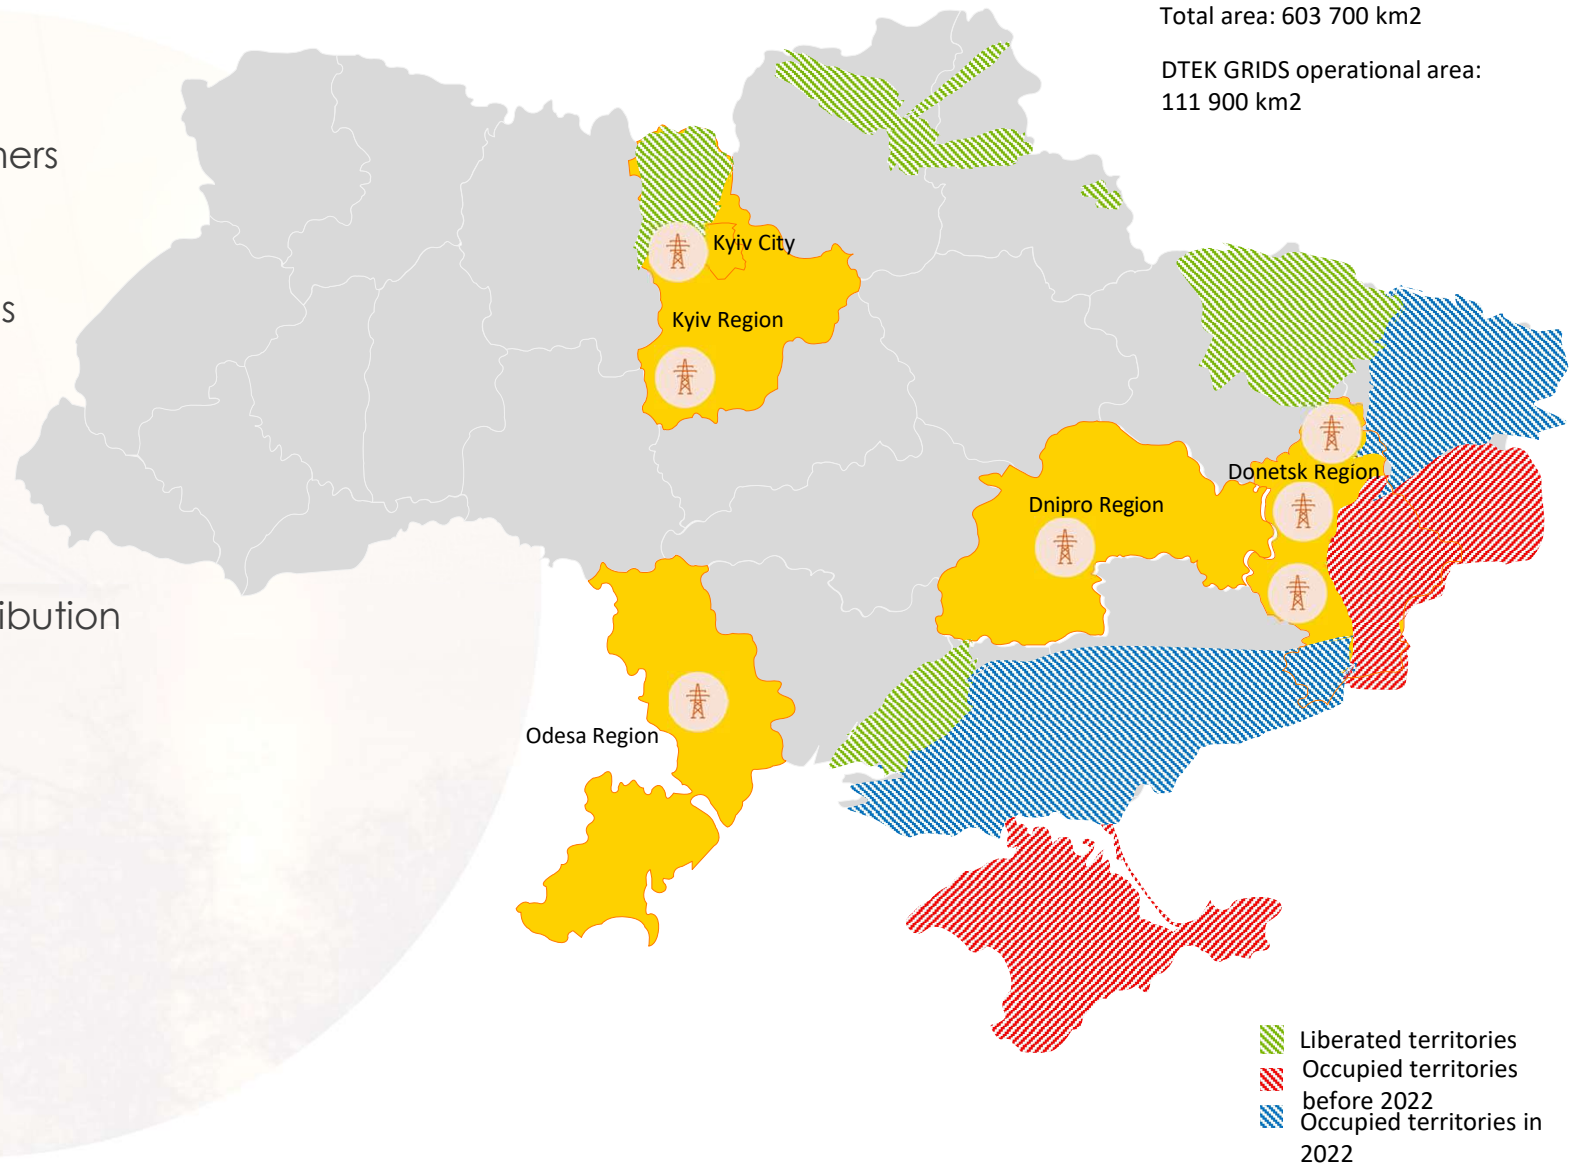 Total area: 603 700 km2
DTEK GRIDS operational area:
111 900 km2
Kyiv City
Kyiv Region
Donetsk Region
Dnipro Region
ibution
Odesa Region
Liberated territories
Occupied territories
before 2022
Occupied territories in
2022